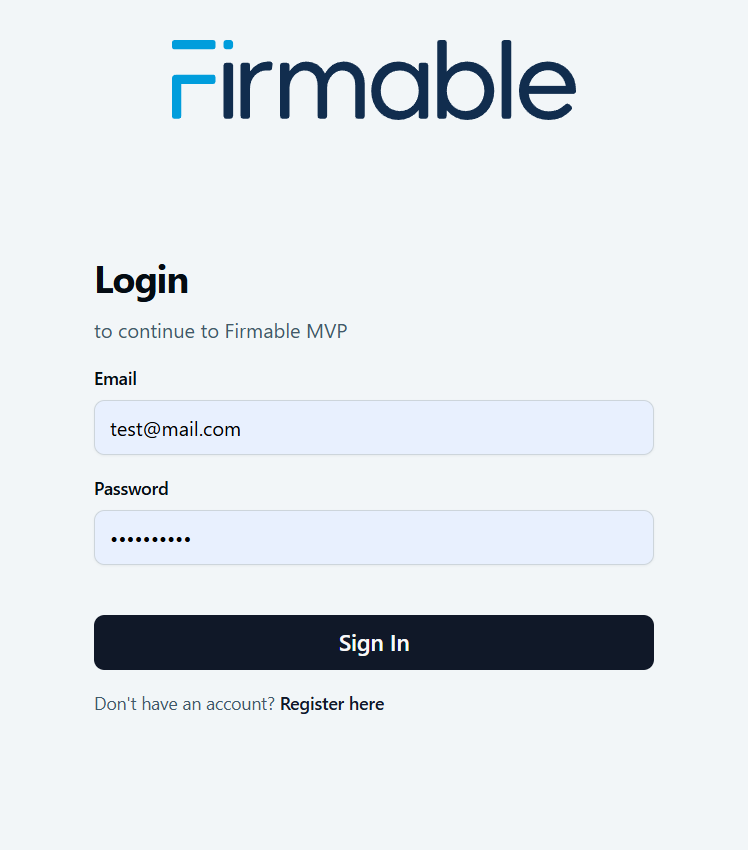 Firmable
Login
to continue to Firmable MVP
Email
test@mail.com
Password
••••••••••
Sign In
Don't have an account? Register here